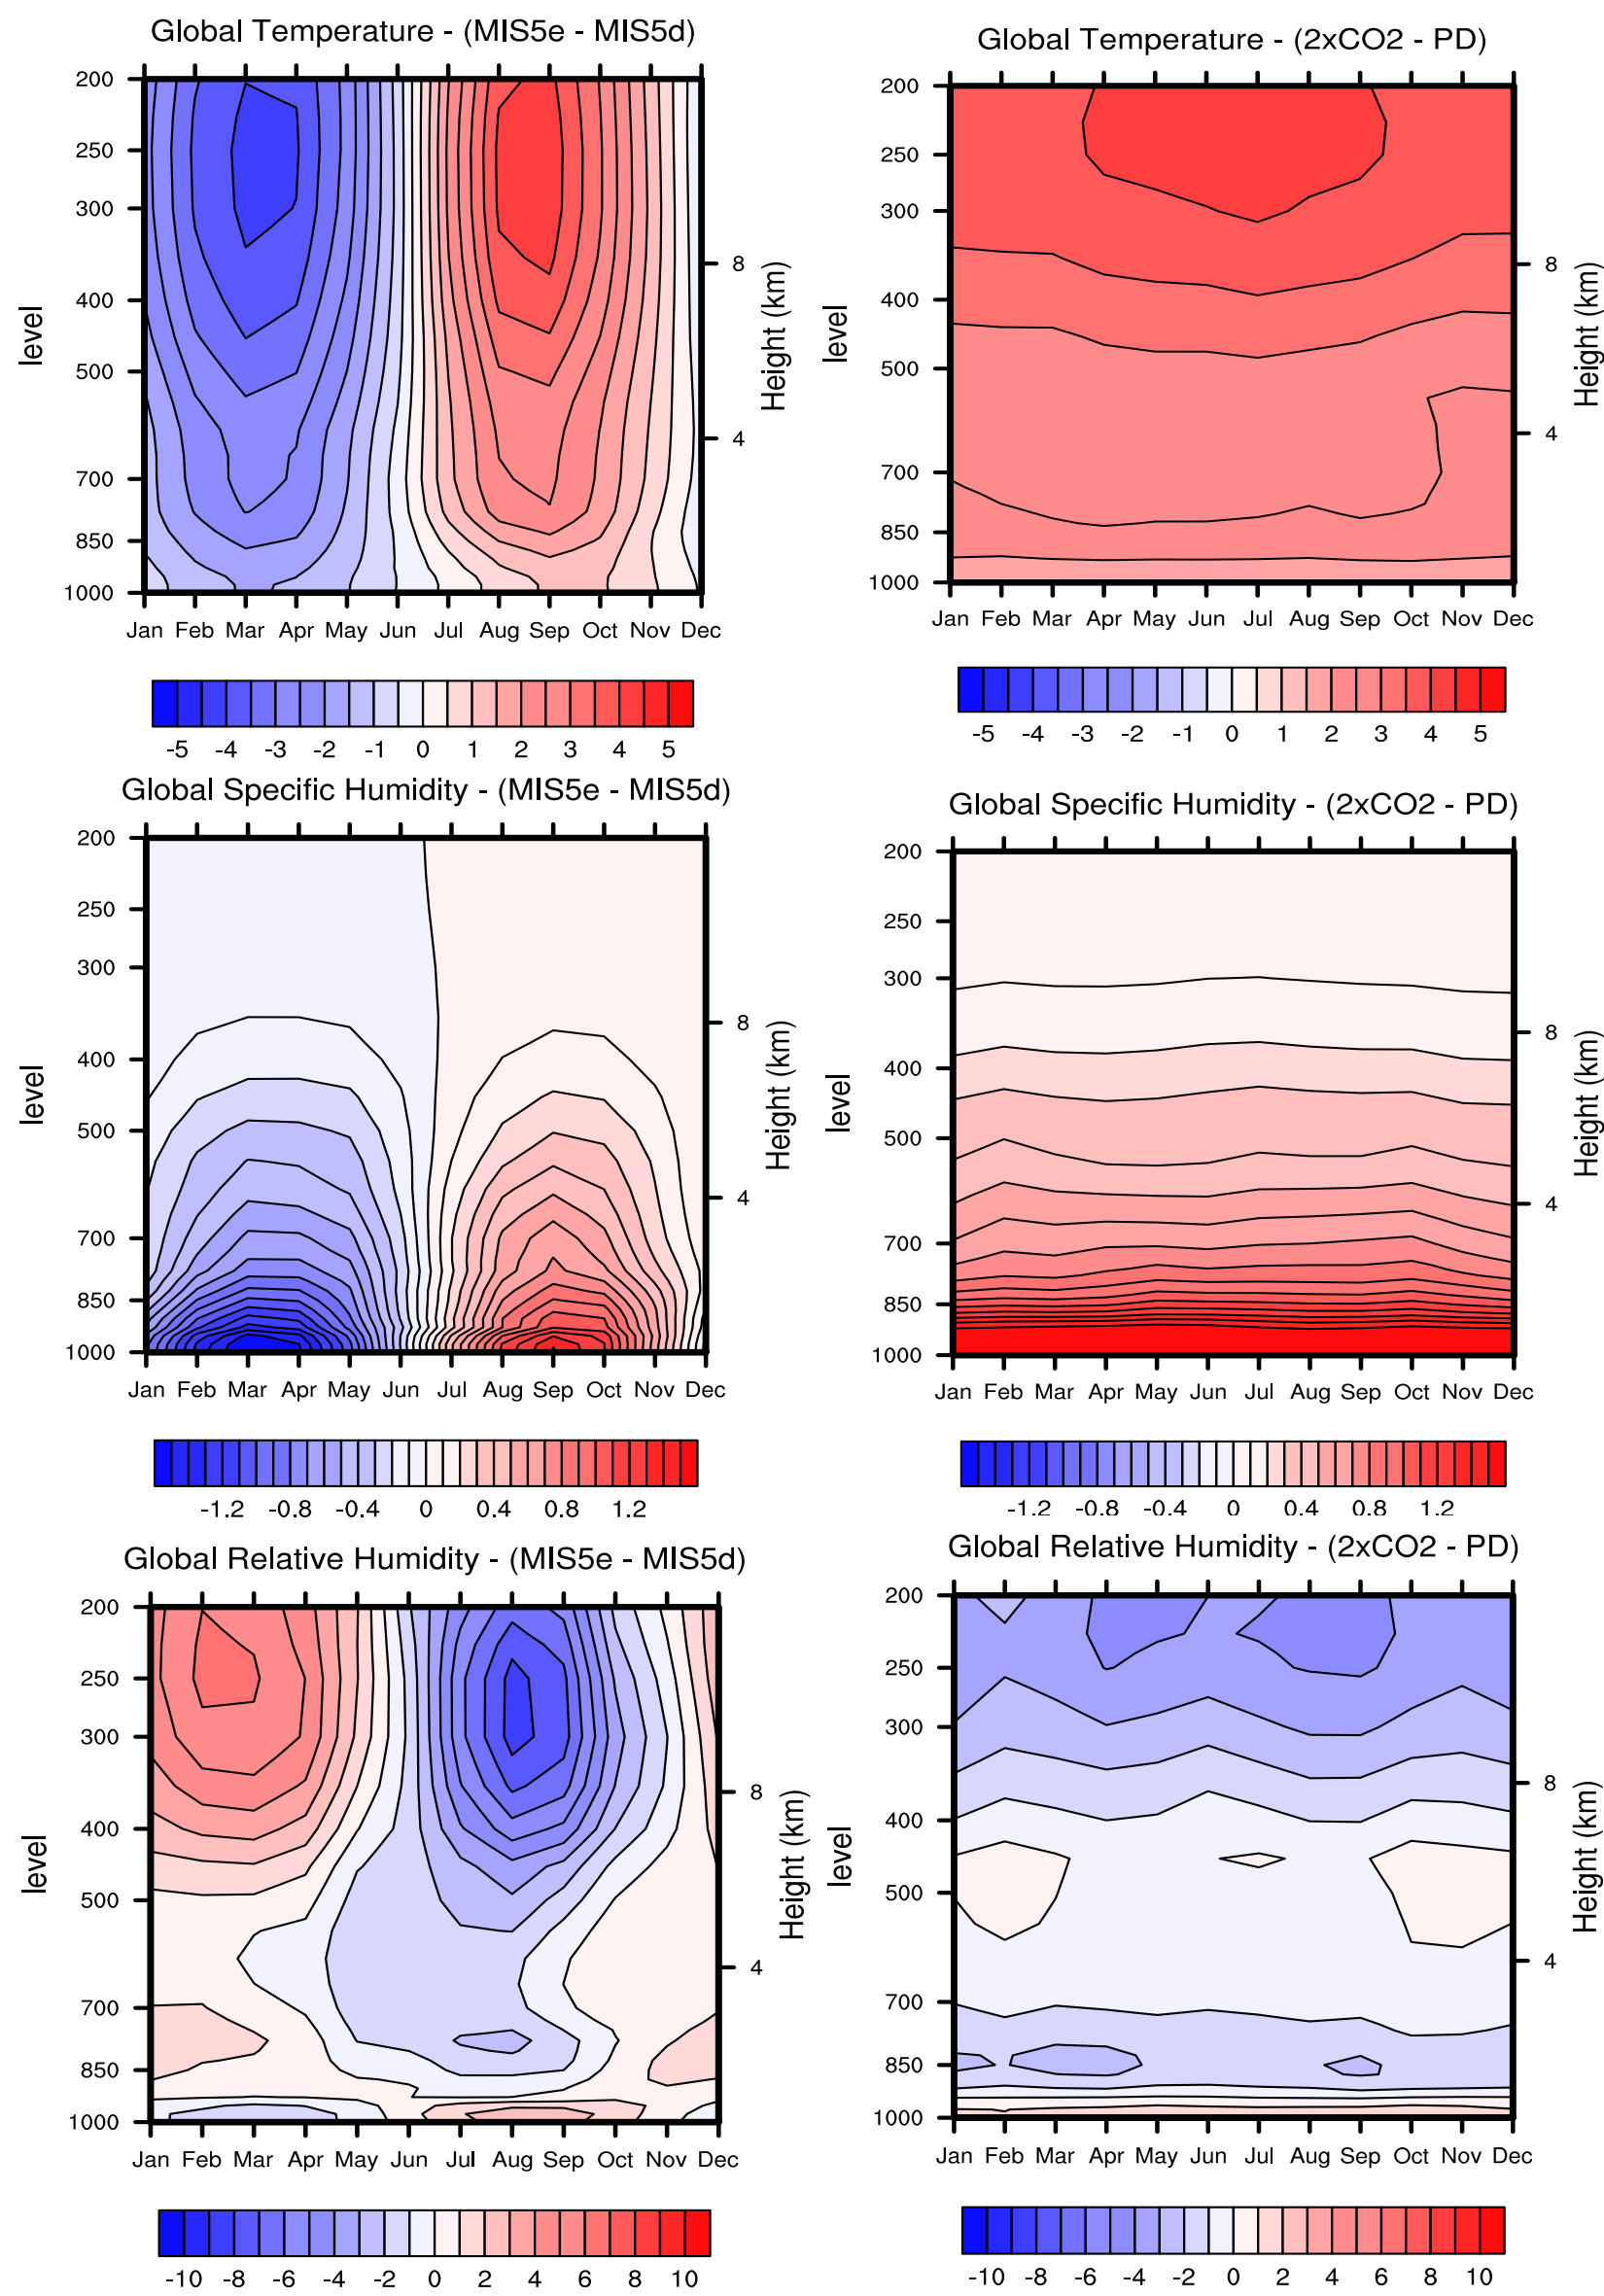 Global Temperature - (MIS5e - MIS5d)
200
250
300
400
500
700
850
1000
level
8
4
Height (km)
Jan Feb Mar Apr May Jun Jul Aug Sep Oct Nov Dec
-5 -4 -3 -2 -1 0 1 2 3 4 5
Global Temperature - (2xCO2 - PD)
200
250
300
400
500
700
850
1000
level
8
4
Height (km)
Jan Feb Mar Apr May Jun Jul Aug Sep Oct Nov Dec
-5 -4 -3 -2 -1 0 1 2 3 4 5
Global Specific Humidity - (MIS5e - MIS5d)
200
250
300
400
500
700
850
1000
level
8
4
Height (km)
Jan Feb Mar Apr May Jun Jul Aug Sep Oct Nov Dec
-1.2 -0.8 -0.4 0 0.4 0.8 1.2
Global Specific Humidity - (2xCO2 - PD)
200
250
300
400
500
700
850
1000
level
8
4
Height (km)
Jan Feb Mar Apr May Jun Jul Aug Sep Oct Nov Dec
-1.2 -0.8 -0.4 0 0.4 0.8 1.2
Global Relative Humidity - (MIS5e - MIS5d)
200
250
300
400
500
700
850
1000
level
8
4
Height (km)
Jan Feb Mar Apr May Jun Jul Aug Sep Oct Nov Dec
-10 -8 -6 -4 -2 0 2 4 6 8 10
Global Relative Humidity - (2xCO2 - PD)
200
250
300
400
500
700
850
1000
level
8
4
Height (km)
Jan Feb Mar Apr May Jun Jul Aug Sep Oct Nov Dec
-10 -8 -6 -4 -2 0 2 4 6 8 10